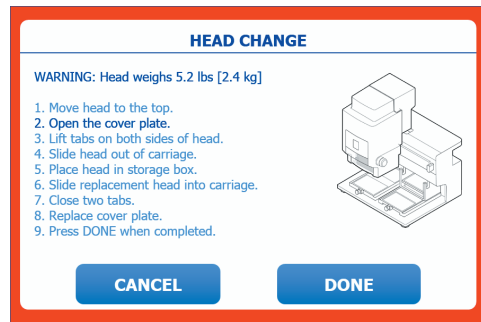 HEAD CHANGE
WARNING: Head weighs 5.2 lbs [2.4 kg]
1. Move head to the top.
2. Open the cover plate.
3. Lift tabs on both sides of head.
4. Slide head out of carriage.
5. Place head in storage box.
6. Slide replacement head into carriage.
7. Close two tabs.
8. Replace cover plate.
9. Press DONE when completed.
CANCEL
DONE